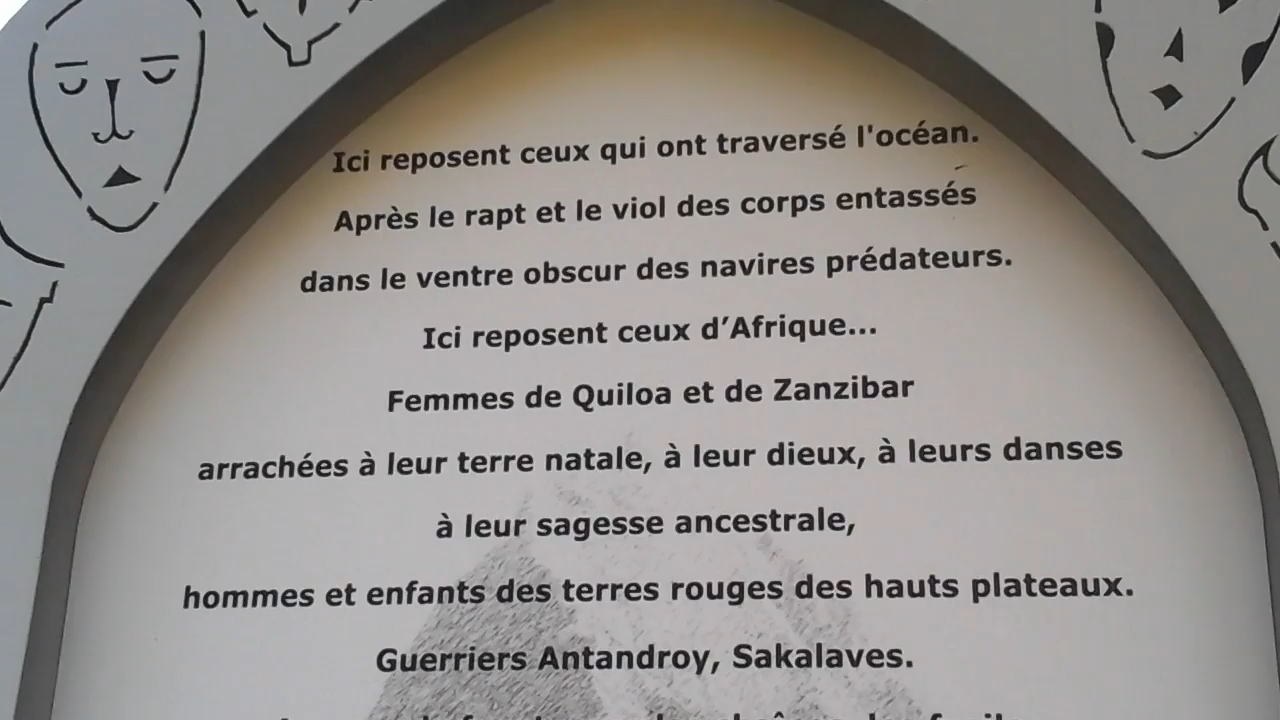 Ici reposent ceux qui ont traversé l'océan.
Après le rapt et le viol des corps entassés
dans le ventre obscur des navires prédateurs.
Ici reposent ceux d’Afrique...
Femmes de Quiloa et de Zanzibar
arrachées à leur terre natale, à leur dieux, à leurs danses
à leur sagesse ancestrale,
hommes et enfants des terres rouges des hauts plateaux.
Guerriers Antandroy, Sakalaves.